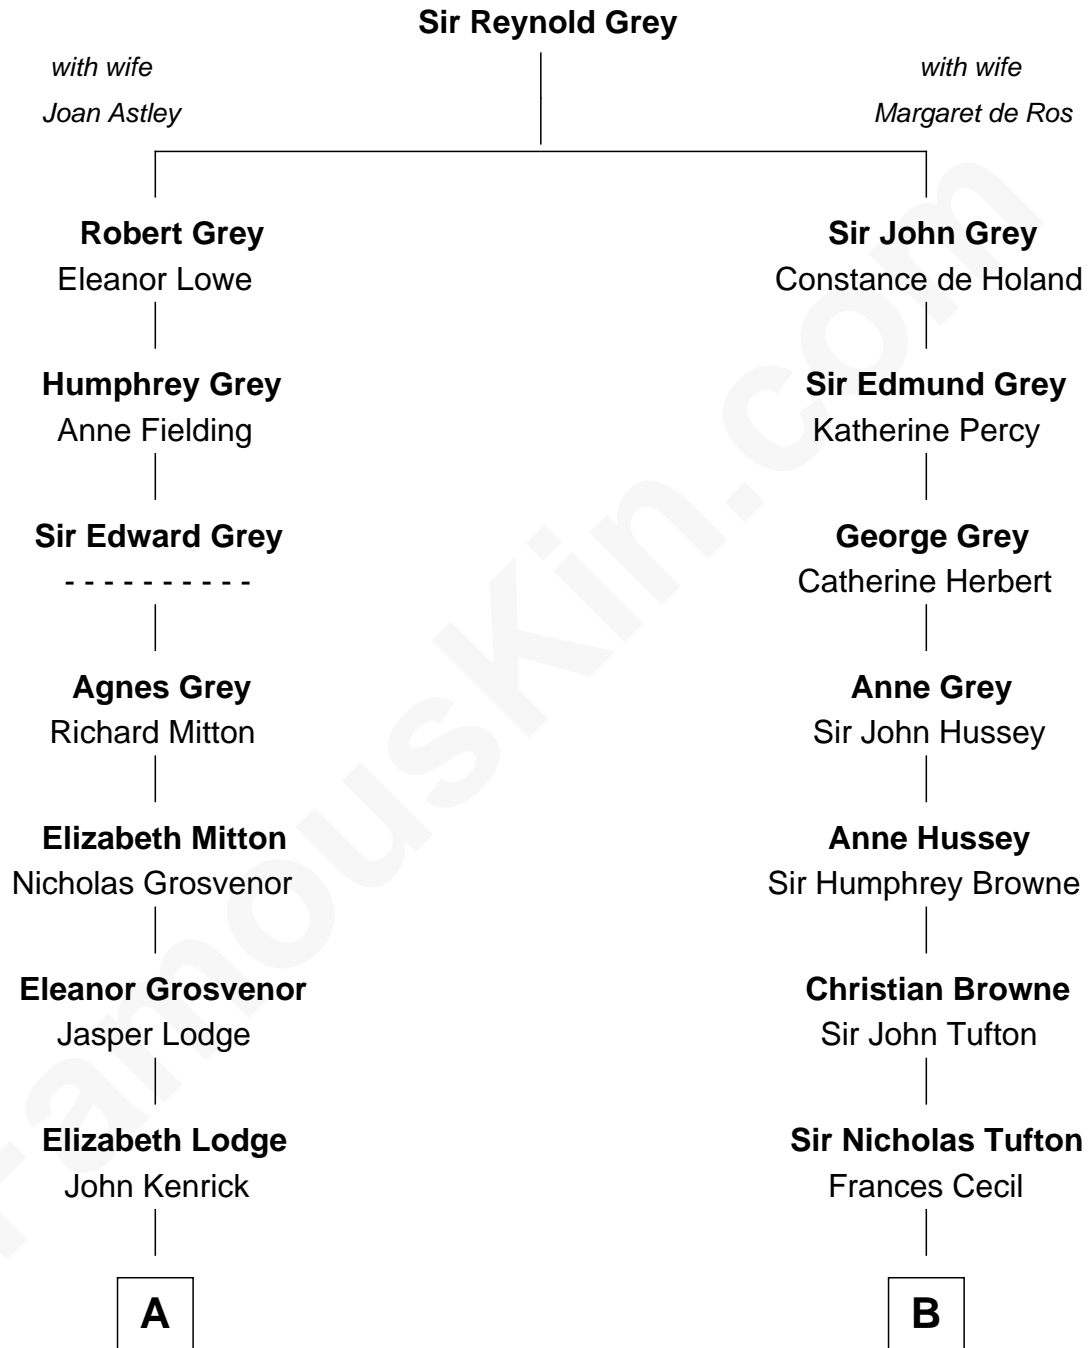 Sir Reynold Grey
with wife
Joan Astley
with wife
Margaret de Ros
Robert Grey
Eleanor Lowe
Sir John Grey
Constance de Holand
Humphrey Grey
Anne Fielding
Sir Edmund Grey
Katherine Percy
Sir Edward Grey
- - - - - - - - - -
George Grey
Catherine Herbert
Agnes Grey
Richard Mitton
Anne Grey
Sir John Hussey
Elizabeth Mitton
Nicholas Grosvenor
Anne Hussey
Sir Humphrey Browne
Eleanor Grosvenor
Jasper Lodge
Christian Browne
Sir John Tufton
Elizabeth Lodge
John Kenrick
Sir Nicholas Tufton
Frances Cecil
A
B
FamousKin.com